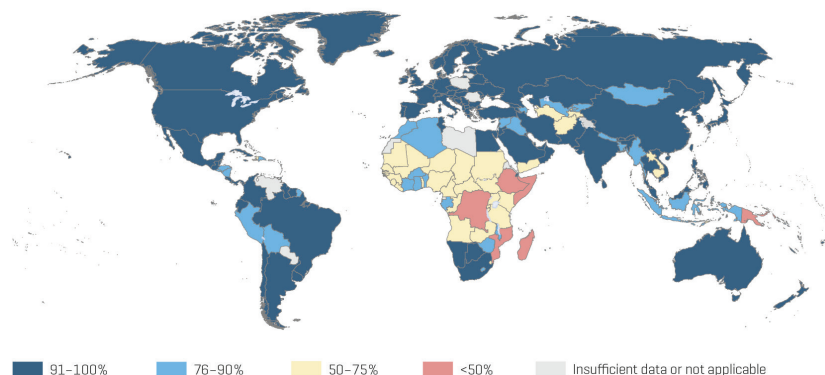 91–100% 76–90% 50–75% <50% Insufficient data or not applicable